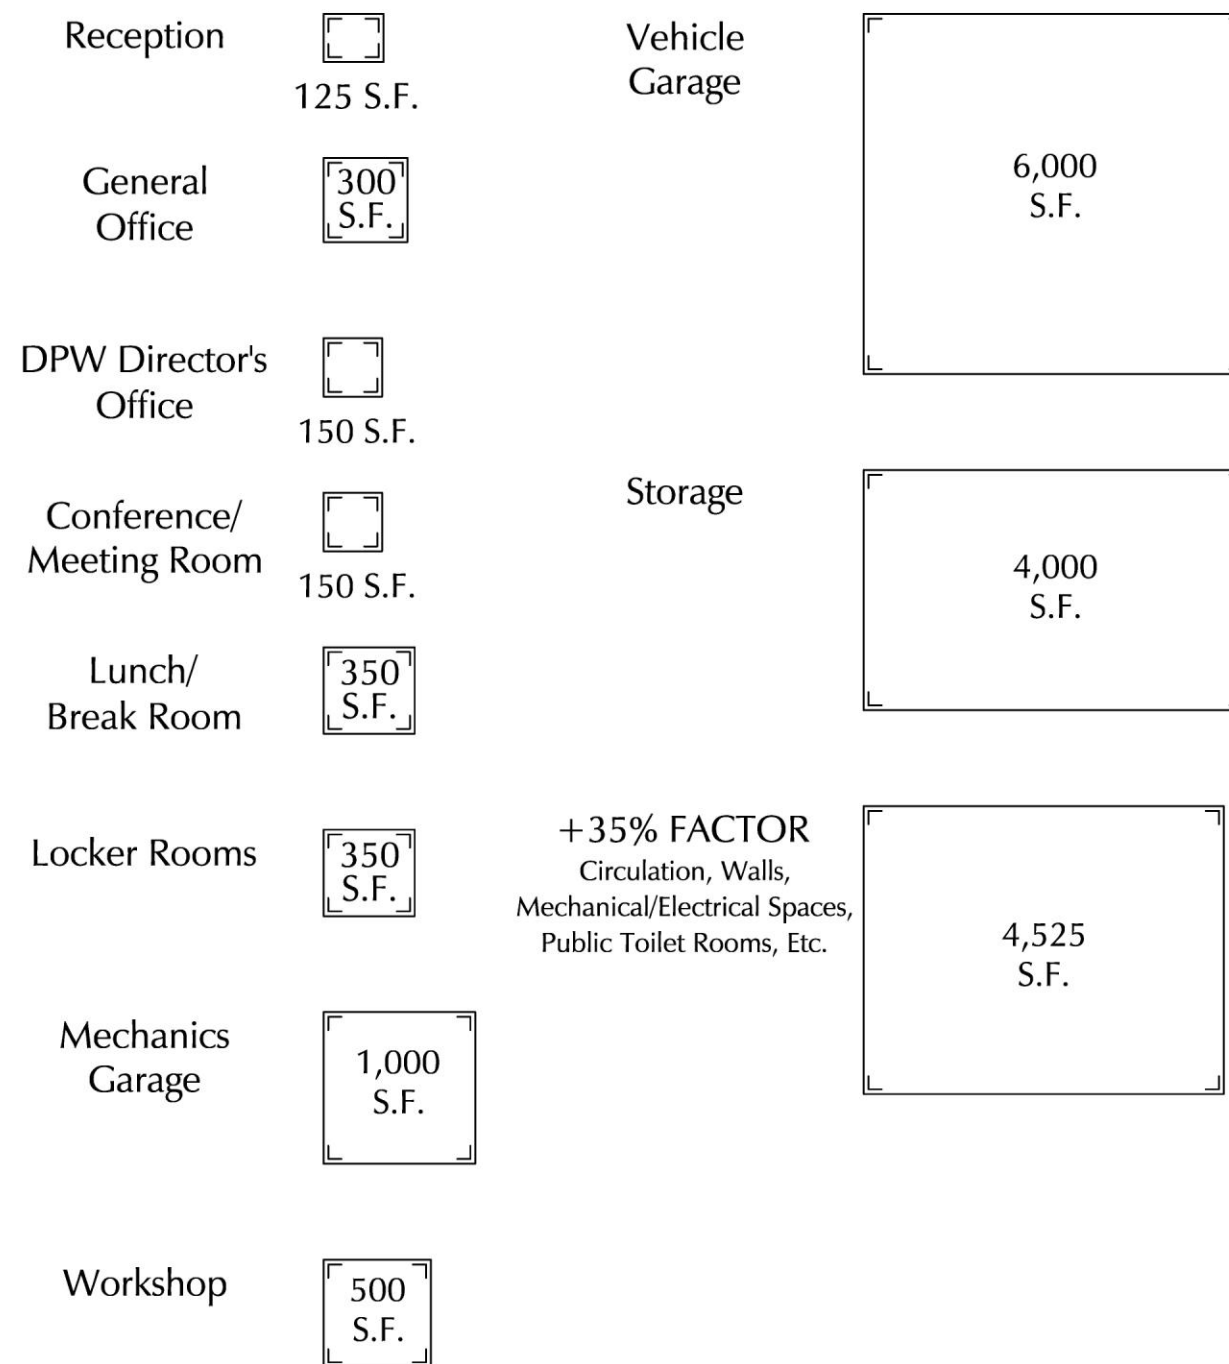 Reception
125 S.F.
General
Office
300
S.F.
DPW Director's
Office
150 S.F.
Conference/
Meeting Room
150 S.F.
Lunch/
Break Room
350
S.F.
Locker Rooms
350
S.F.
Mechanics
Garage
1,000
S.F.
Workshop
500
S.F.
Vehicle
Garage
6,000
S.F.
Storage
4,000
S.F.
+35% FACTOR
Circulation, Walls,
Mechanical/Electrical Spaces,
Public Toilet Rooms, Etc.
4,525
S.F.